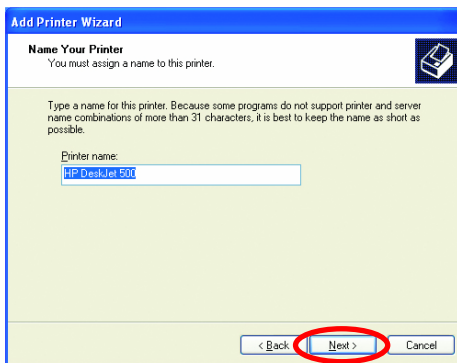 Add Printer Wizard
Name Your Printer
You must assign a name to this printer.
Type a name for this printer. Because some programs do not support printer and server
name combinations of more than 31 characters, it is best to keep the name as short as
possible.
Printer name:
HP DeskJet 500
< Back
Next >
Cancel